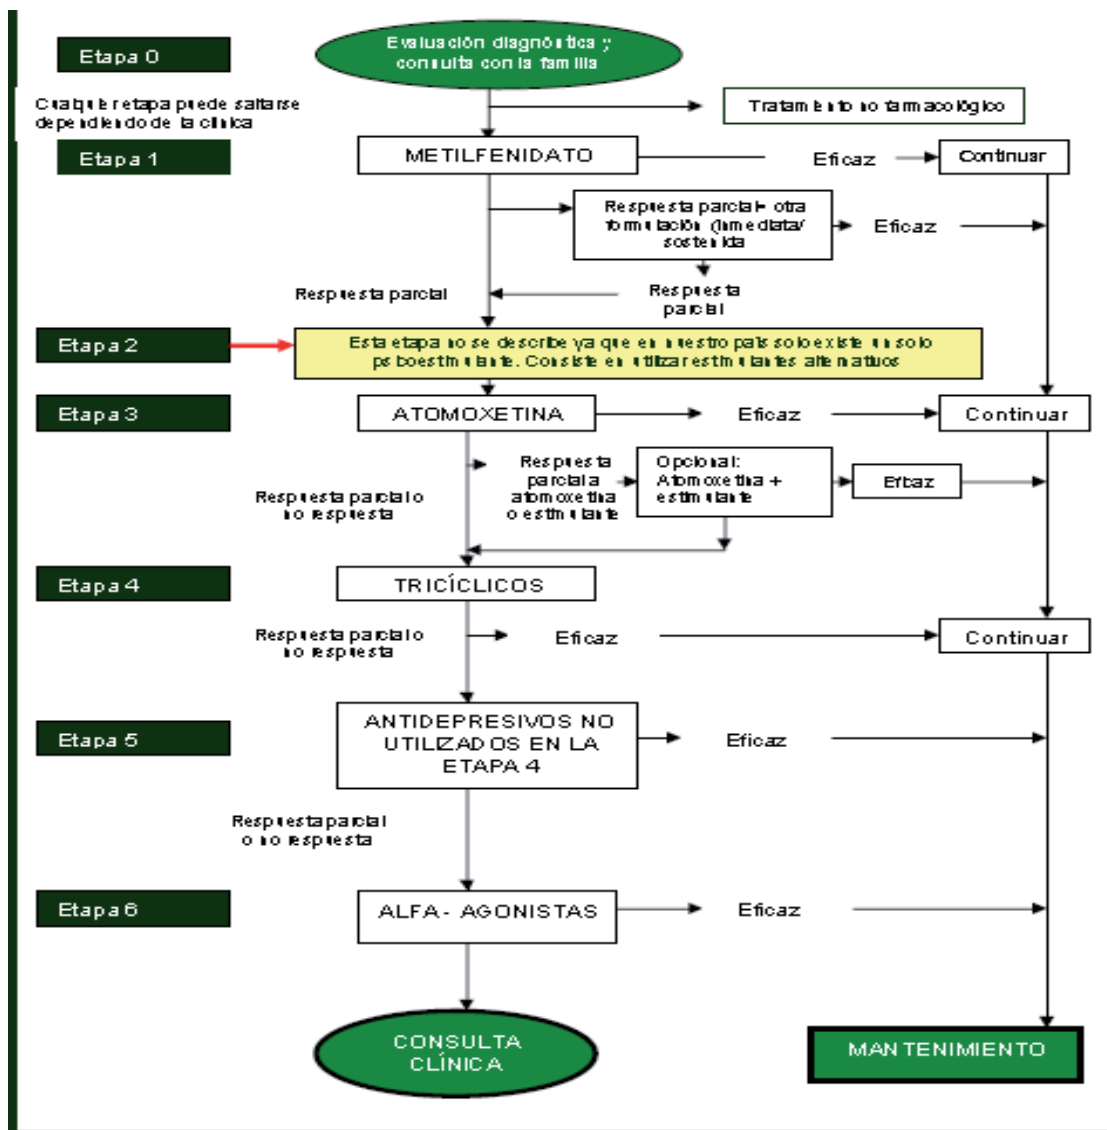 Etapa 0
Evaluación diagnóstica y
consulta con la familia
Cualquier etapa puede saltarse
dependiendo de la clínica
Tratamiento no farmacológico
Etapa 1
METILFENIDATO
Eficaz
Continuar
Respuesta parcial= otra
formulación (Inmediata/
sostenida
Eficaz
Respuesta parcial
Respuesta
parcial
Etapa 2
Esta etapa no se describe ya que en nuestro país solo existe un solo
psicoestimulante. Consiste en utilizar estimulantes alternativos
Etapa 3
ATOMOXETINA
Eficaz
Continuar
Respuesta parcial o
no respuesta
Respuesta
parcial a
atomoxetina
o estimulante
Opcional:
Atomoxetina +
estimulante
Eficaz
Etapa 4
TRICÍCLICOS
Respuesta parcial o
no respuesta
Eficaz
Continuar
Etapa 5
ANTIDEPRESIVOS NO
UTILIZADOS EN LA
ETAPA 4
Eficaz
Respuesta parcial
o no respuesta
Etapa 6
ALFA - AGONISTAS
Eficaz
CONSULTA
CLÍNICA
MANTENIMIENTO